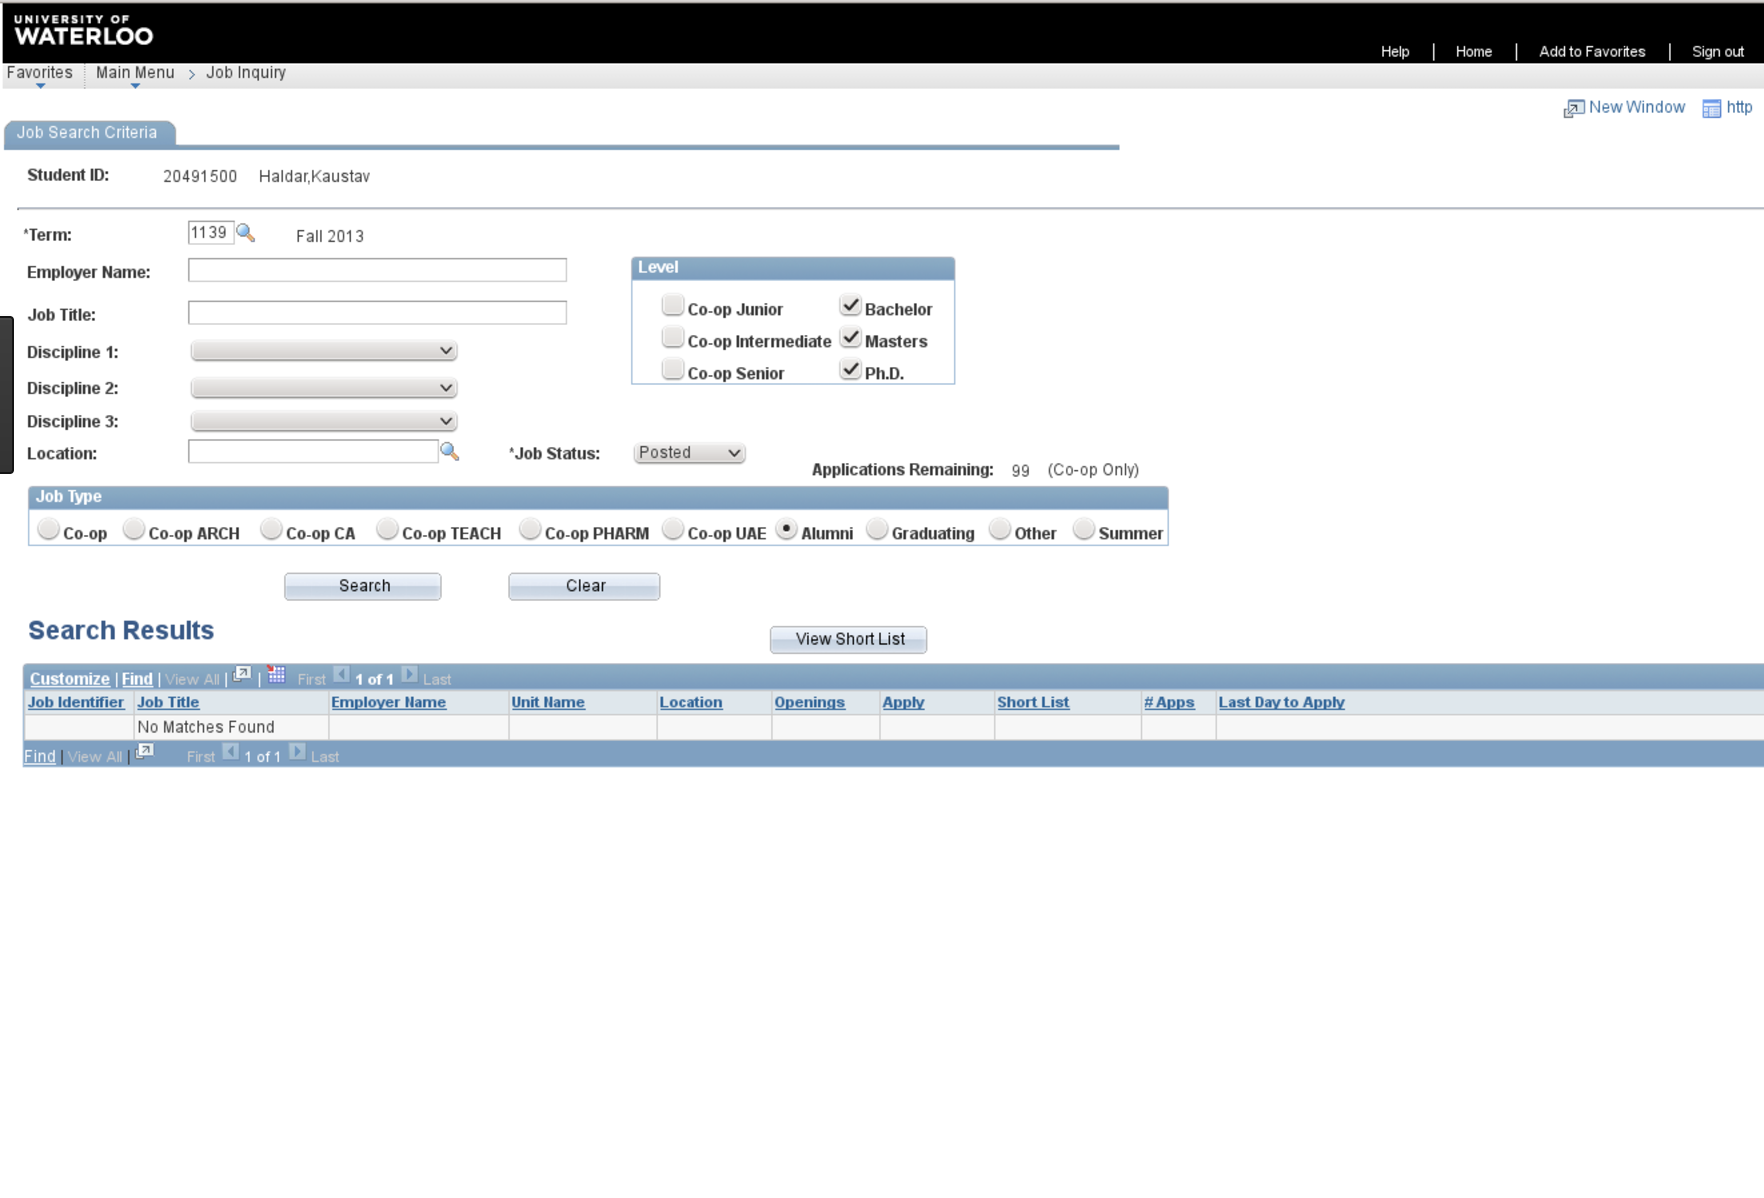 UNIVERSITY OF
WATERLOO
Help | Home | Add to Favorites | Sign out
Favorites Main Menu > Job Inquiry
New Window http
Job Search Criteria
Student ID: 20491500 Haldar,Kaustav
*Term: 1139 Fall 2013
Employer Name:
Level
Job Title:
Co-op Junior Bachelor
Co-op Intermediate Masters
Discipline 1:
Co-op Senior Ph.D.
Discipline 2:
Discipline 3:
Location: *Job Status: Posted
Applications Remaining: 99 (Co-op Only)
Job Type
Co-op Co-op ARCH Co-op CA Co-op TEACH Co-op PHARM Co-op UAE Alumni Graduating Other Summer
Search Clear
Search Results
View Short List
Customize | Find | View All | | First 1 of 1 Last
Job Identifier Job Title Employer Name Unit Name Location Openings Apply Short List # Apps Last Day to Apply
No Matches Found
Find | View All | First 1 of 1 Last